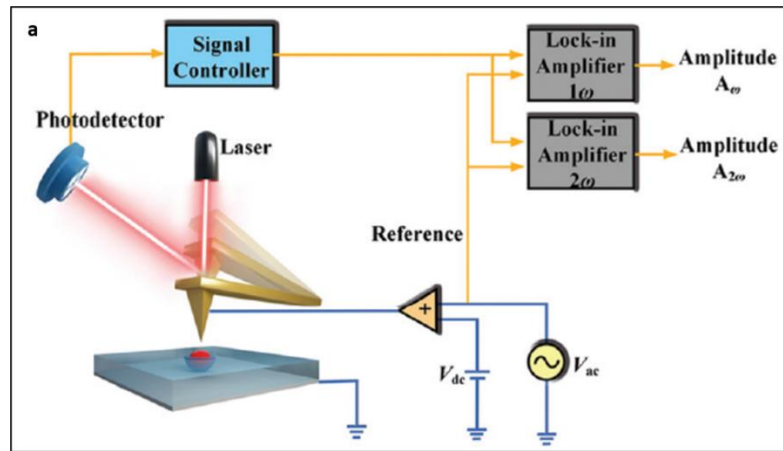 a
Signal
Controller
Lock-in
Amplifier
1ω
Amplitude
Aω
Photodetector
Laser
Lock-in
Amplifier
2ω
Amplitude
A2ω
Reference
+
Vdc
Vac